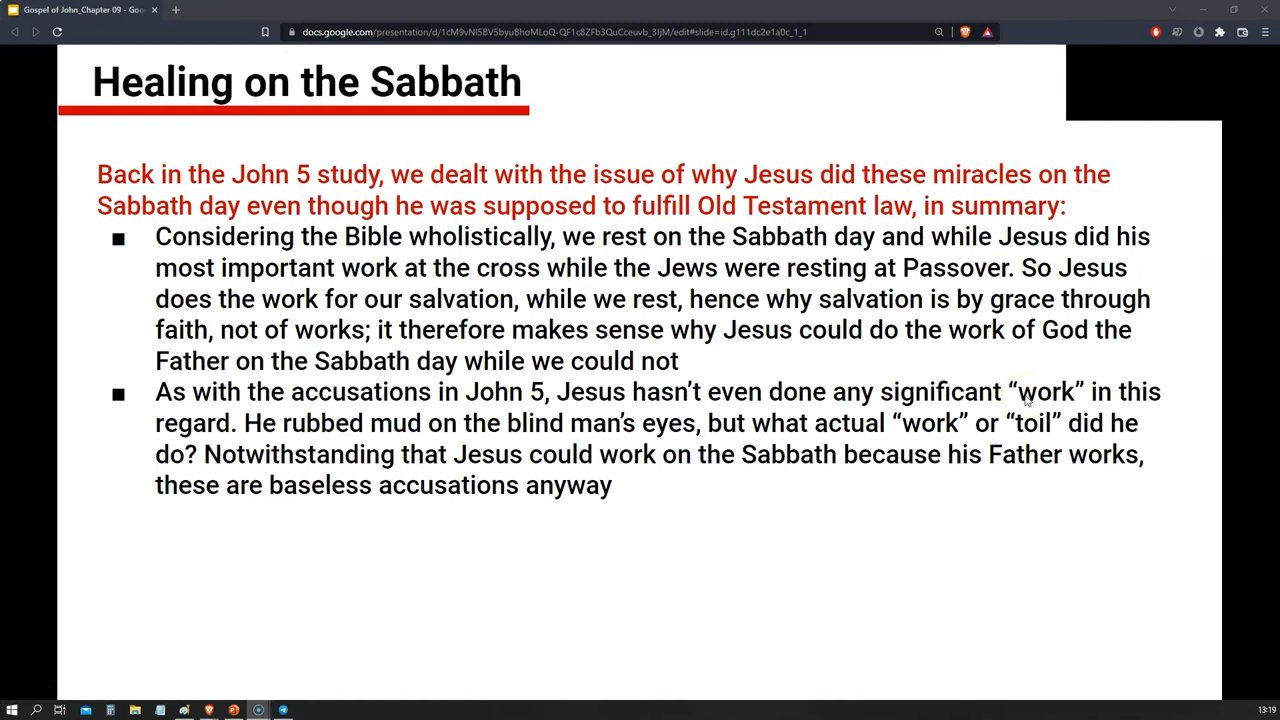 Gospel of John_Chapter 09 - Goo
docs.google.com/presentation/d/1cM9vNI5BV5byuBhoMLoQ-QF1c8ZFb3QuCceuvb_3IjM/edit#slide=id.g111dc2e1a0c_1_1
Healing on the Sabbath
Back in the John 5 study, we dealt with the issue of why Jesus did these miracles on the
Sabbath day even though he was supposed to fulfill Old Testament law, in summary:
■ Considering the Bible wholistically, we rest on the Sabbath day and while Jesus did his
most important work at the cross while the Jews were resting at Passover. So Jesus
does the work for our salvation, while we rest, hence why salvation is by grace through
faith, not of works; it therefore makes sense why Jesus could do the work of God the
Father on the Sabbath day while we could not
■ As with the accusations in John 5, Jesus hasn’t even done any significant “work” in this
regard. He rubbed mud on the blind man’s eyes, but what actual “work” or “toil” did he
do? Notwithstanding that Jesus could work on the Sabbath because his Father works,
these are baseless accusations anyway
13:19